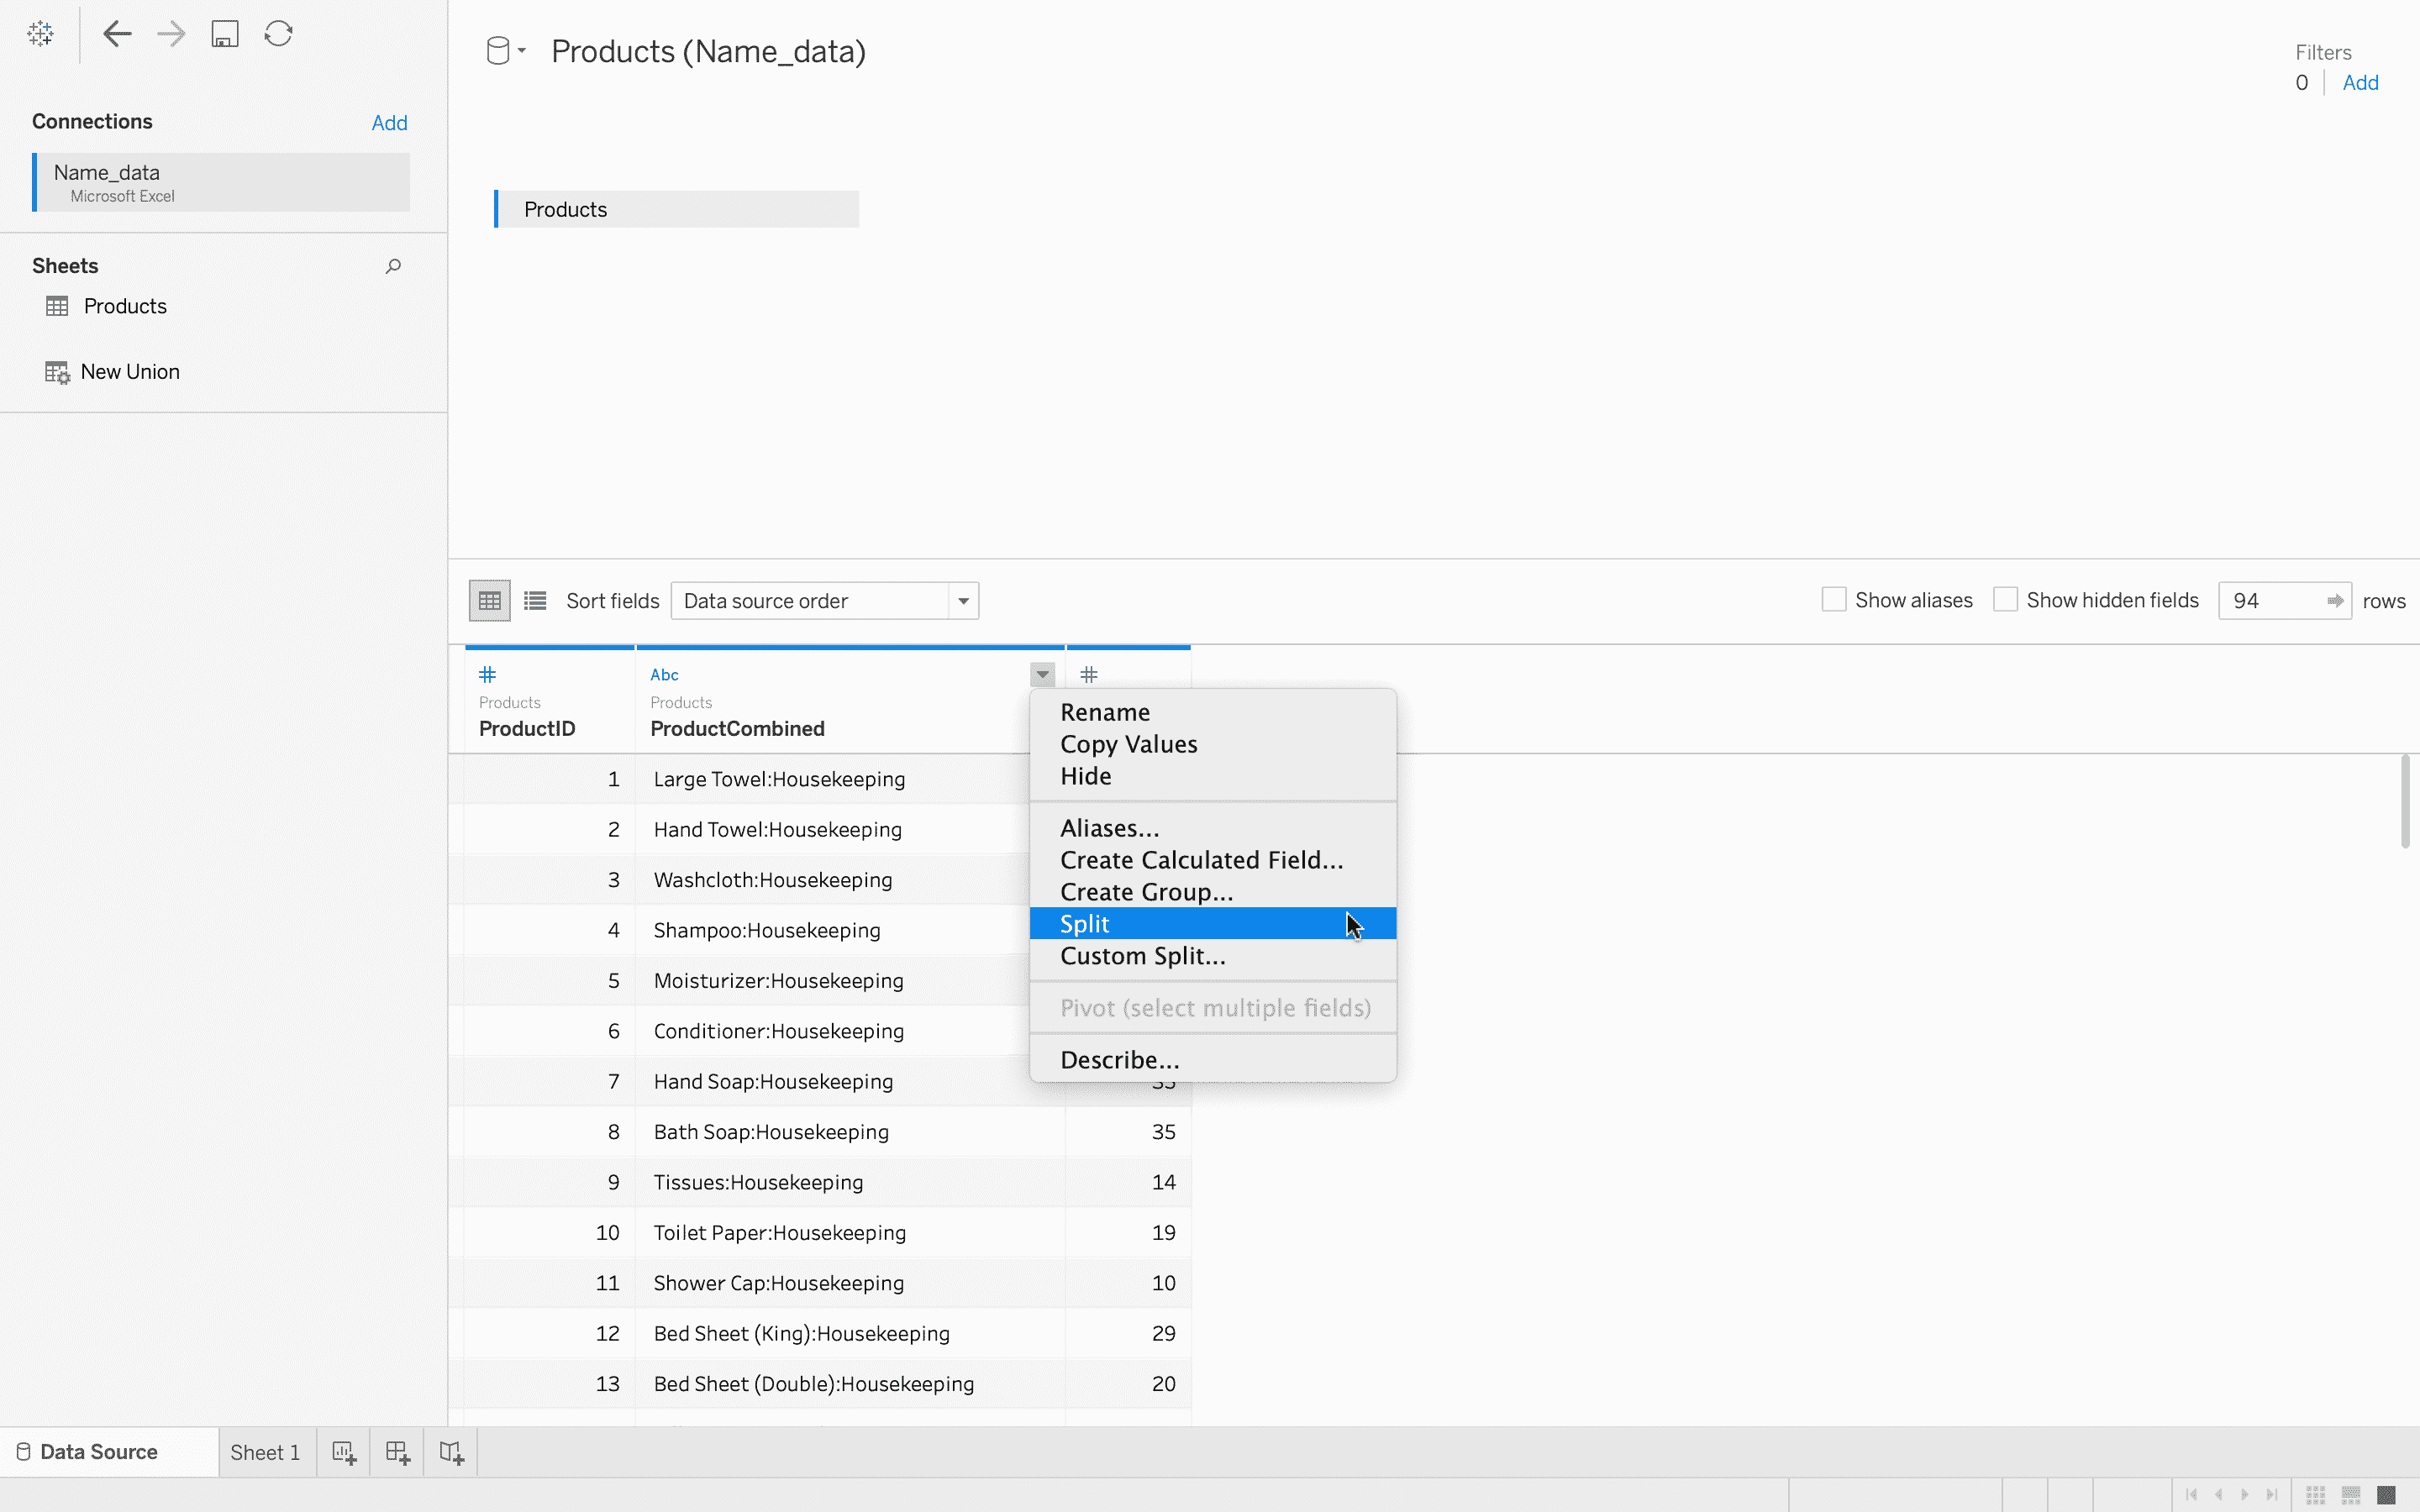 Products (Name_data)
Filters
0 Add
Connections Add
Name_data
Microsoft Excel
Products
Sheets
Products
New Union
Sort fields Data source order Show aliases Show hidden fields 94 rows
# Abc #
Products Products
ProductID ProductCombined
Rename
Copy Values
Hide
Aliases...
Create Calculated Field...
Create Group...
Split
Custom Split...
Pivot (select multiple fields)
Describe...
1 Large Towel:Housekeeping
2 Hand Towel:Housekeeping
3 Washcloth:Housekeeping
4 Shampoo:Housekeeping
5 Moisturizer:Housekeeping
6 Conditioner:Housekeeping
7 Hand Soap:Housekeeping
8 Bath Soap:Housekeeping 35
9 Tissues:Housekeeping 14
10 Toilet Paper:Housekeeping 19
11 Shower Cap:Housekeeping 10
12 Bed Sheet (King):Housekeeping 29
13 Bed Sheet (Double):Housekeeping 20
Data Source Sheet 1